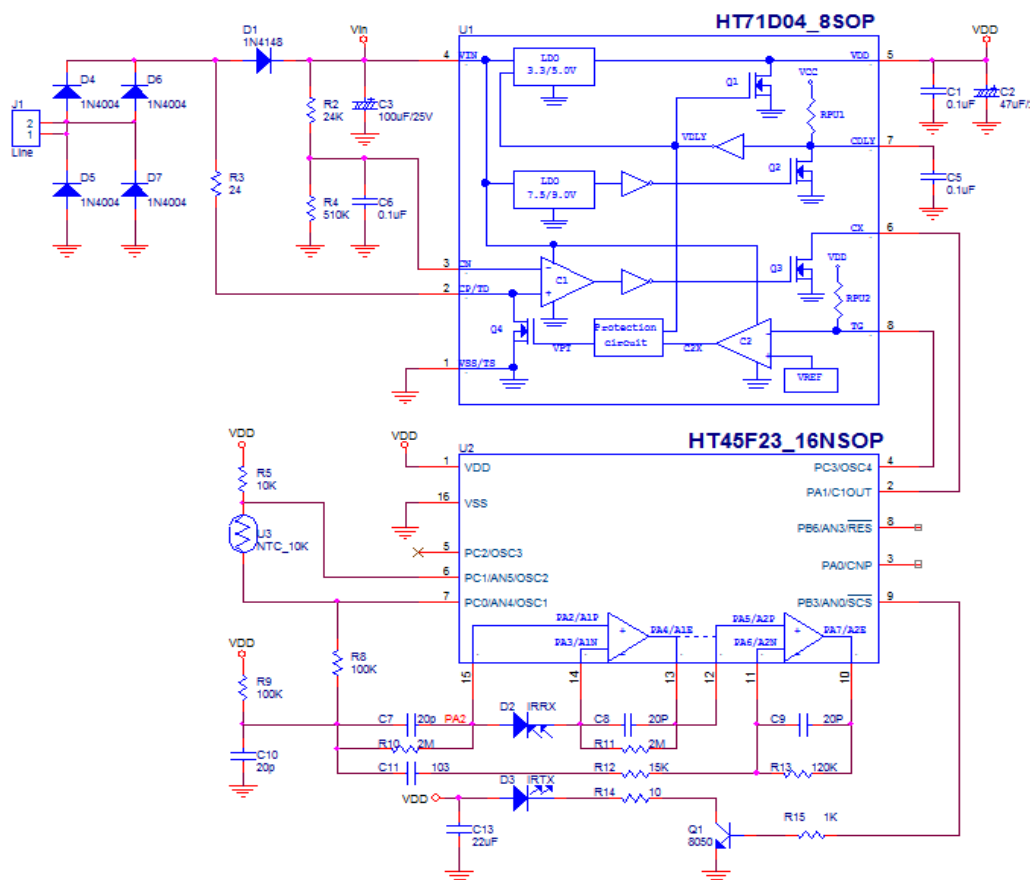 HT71D04_8SOP
D1
1N4148
Vin
U1
VDD
D4
1N4004
D6
1N4004
J1
2
1
Line
D5
1N4004
D7
1N4004
R3
24
R2
24K
C3
100uF/25V
R4
510K
C6
0.1uF
4
VIN
LDO
3.3/5.0V
Q1
VCC
RPU1
VDD
5
C1
0.1uF
C2
VDLY
CDLY
7
LDO
7.5/9.0V
Q2
C5
0.1uF
CX
6
3
CN
2
CP/TD
C1
Q3
VDD
RPU2
Q4
VPT
Protection
circuit
C2X
C2
TG
8
1
VSS/TS
VREF
HT45F23_16NSOP
VDD
VDD
U2
R5
10K
U3
NTC_10K
1
VDD
16
VSS
5
PC2/OSC3
6
PC1/AN5/OSC2
7
PC0/AN4/OSC1
PC3/OSC4
4
PA1/C1OUT
2
PB6/AN3/RES
8
PA0/CNP
3
PB3/AN0/SCS
9
PA2/A1P
PA3/A1N
PA4/A1E
PA5/A2P
PA6/A2N
PA7/A2E
15
14
13
12
11
10
VDD
R8
100K
R9
100K
C10
20p
C7
20p
PA2
D2
IRRX
C8
20P
C9
20P
R10
2M
R11
2M
C11
103
R12
15K
R13
120K
D3
IRTX
R14
10
VDD
C13
22uF
Q1
8050
R15
1K